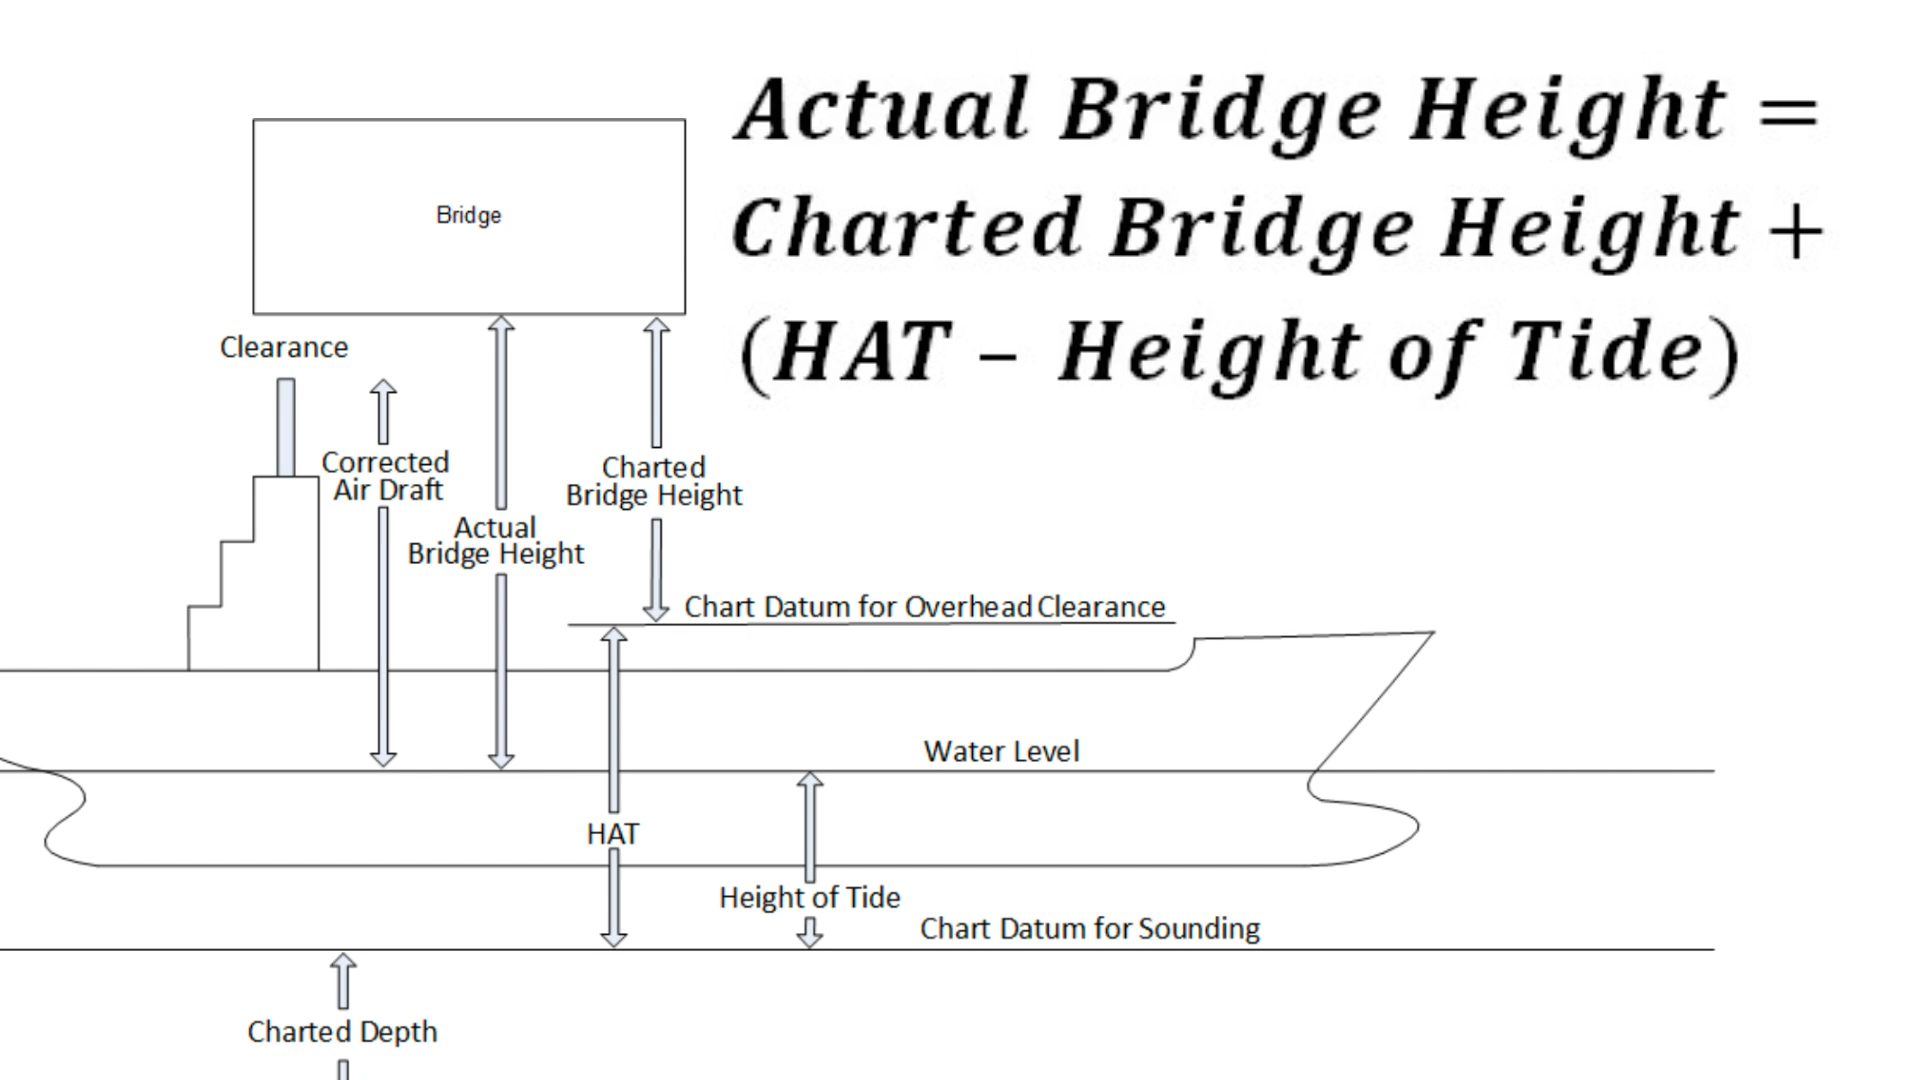 Actual Bridge Height =
Charted Bridge Height +
(HAT – Height of Tide)
Bridge
Clearance
Corrected
Air Draft
Actual
Bridge Height
Charted
Bridge Height
Chart Datum for Overhead Clearance
Water Level
HAT
Height of Tide
Chart Datum for Sounding
Charted Depth